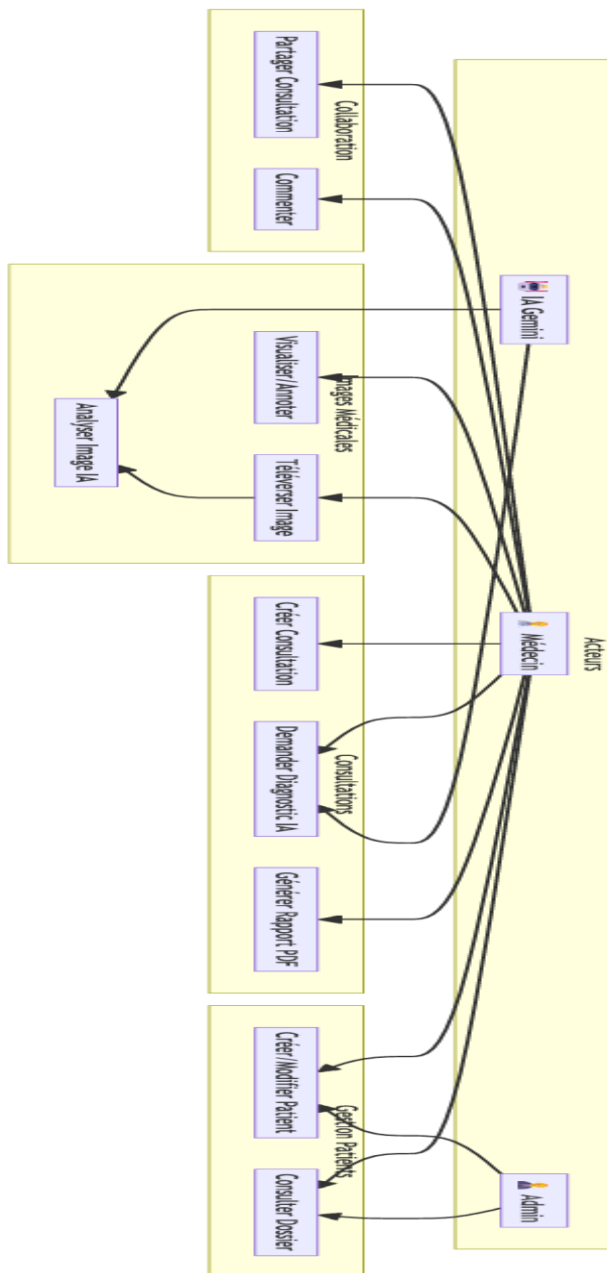 Acteurs
IA Gemini
Médecin
Admin
Collaboration
Partager Consultation
Commenter
Images Médicales
Visualiser/Annoter
Téléverser Image
Analyser Image IA
Consultations
Créer Consultation
Demander Diagnostic IA
Générer Rapport PDF
Gestion Patients
Créer/Modifier Patient
Consulter Dossier